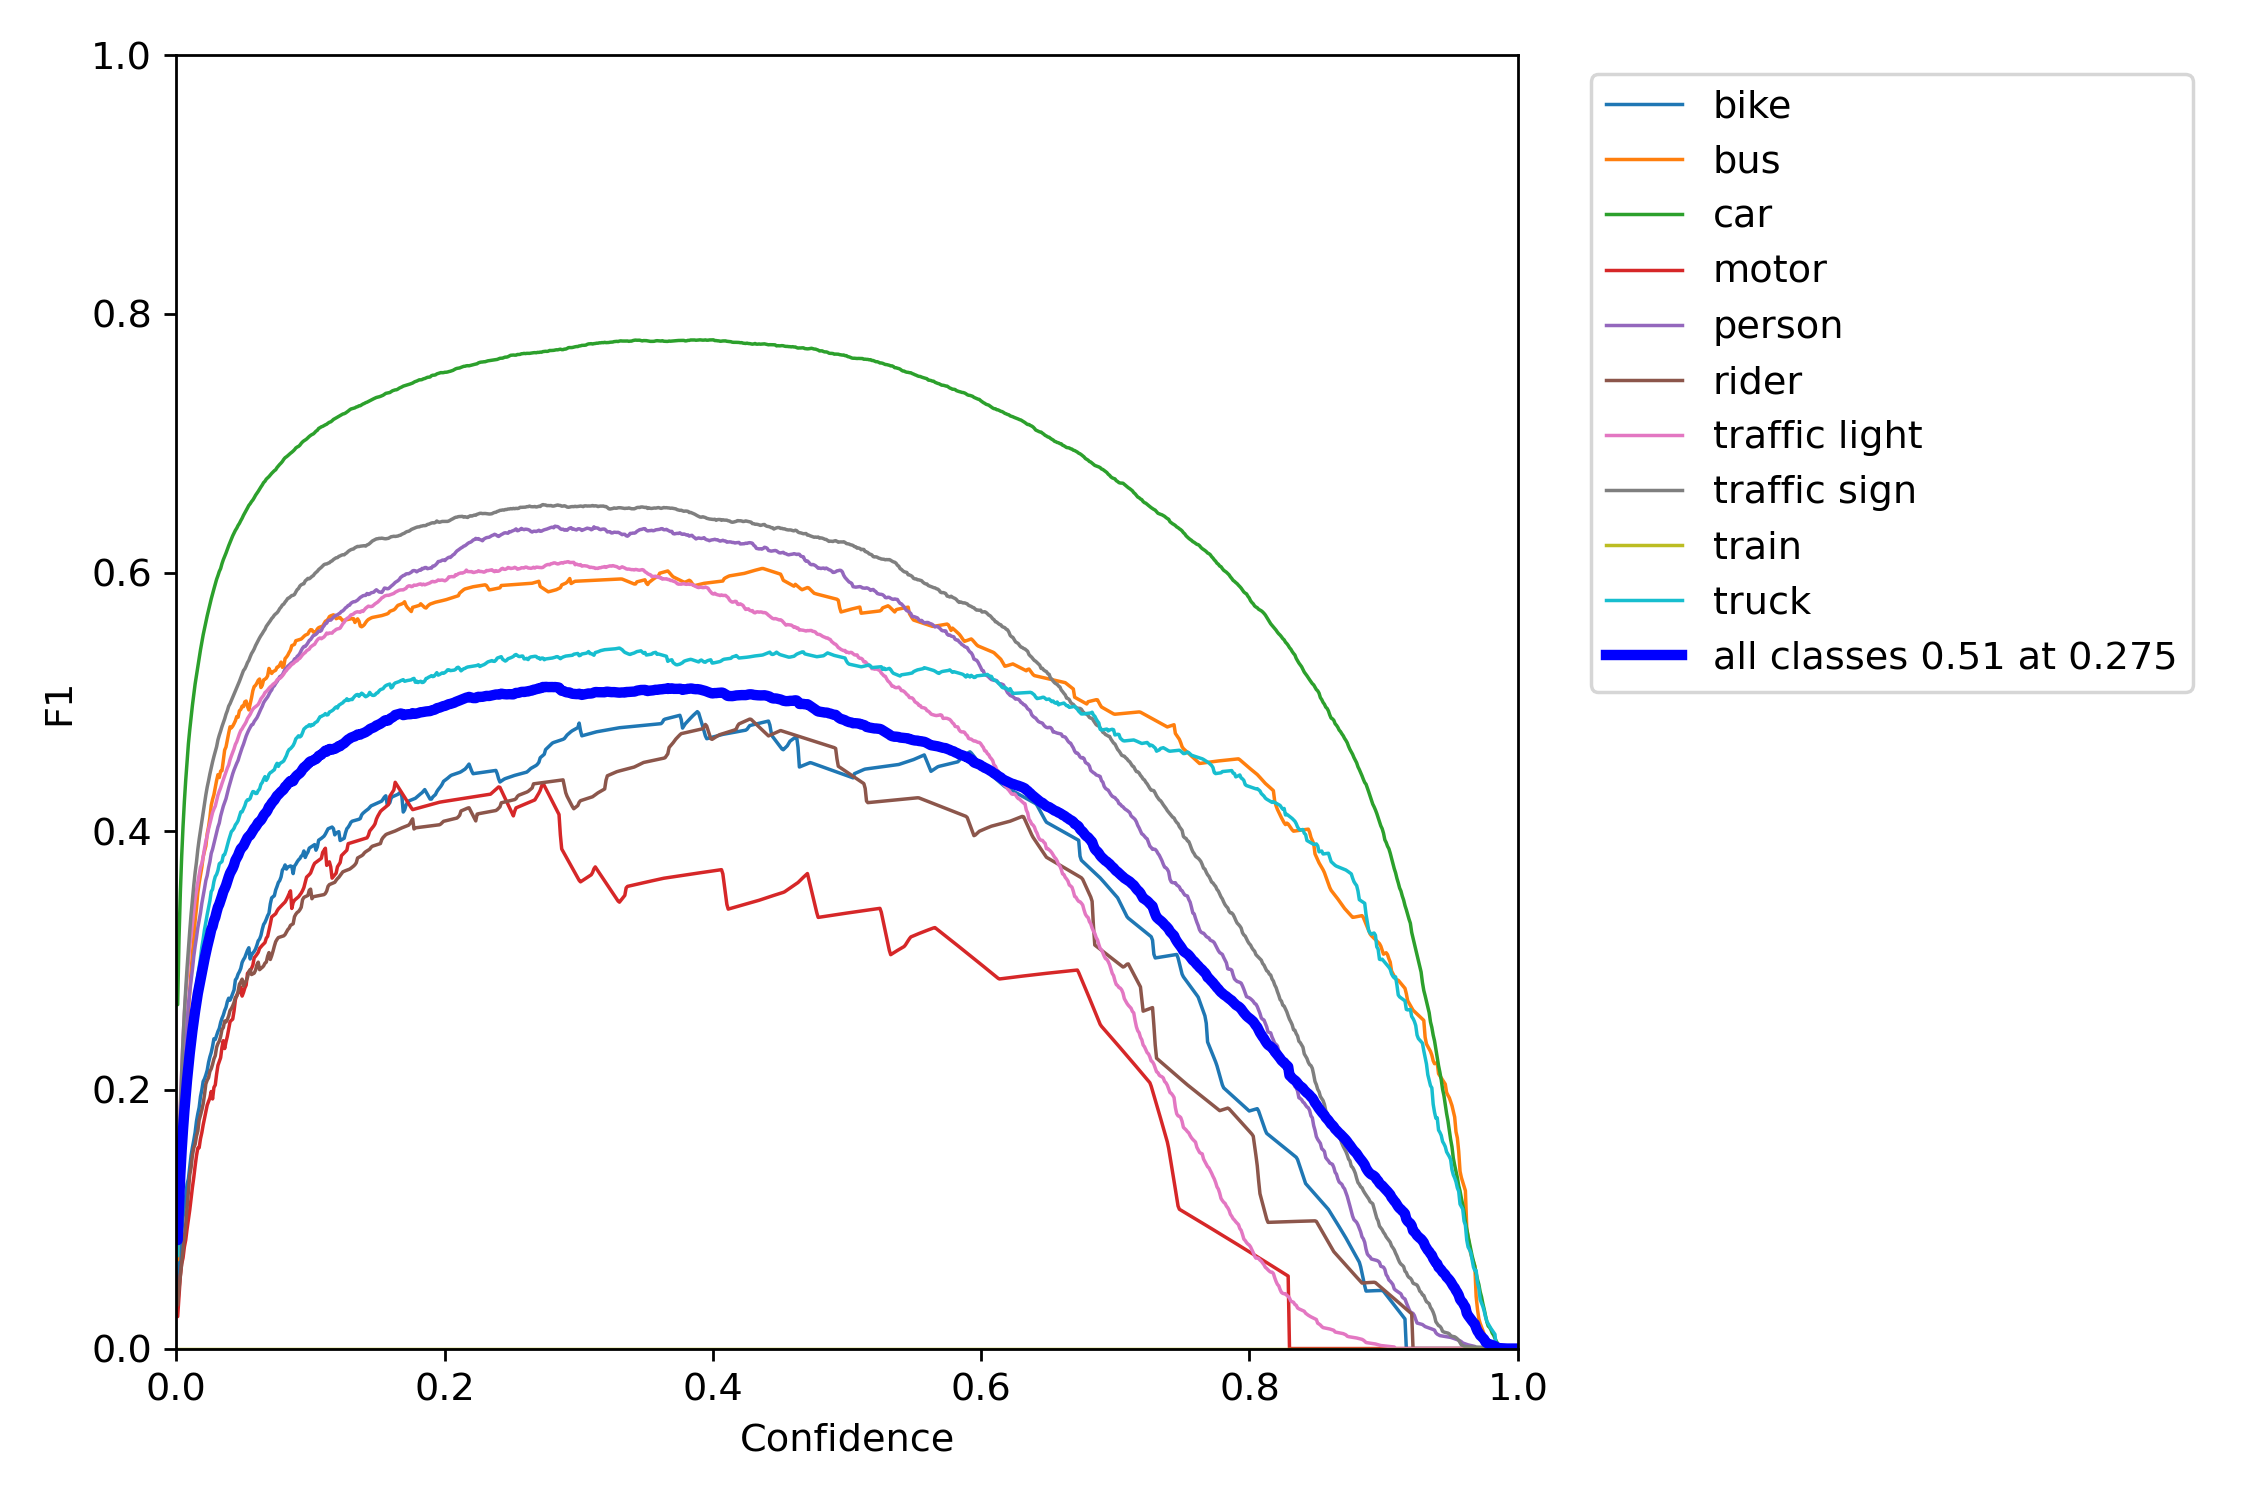 1.0
0.8
0.6
0.4
0.2
0.0
F1
0.0 0.2 0.4 0.6 0.8 1.0
Confidence
bike
bus
car
motor
person
rider
traffic light
traffic sign
train
truck
all classes 0.51 at 0.275